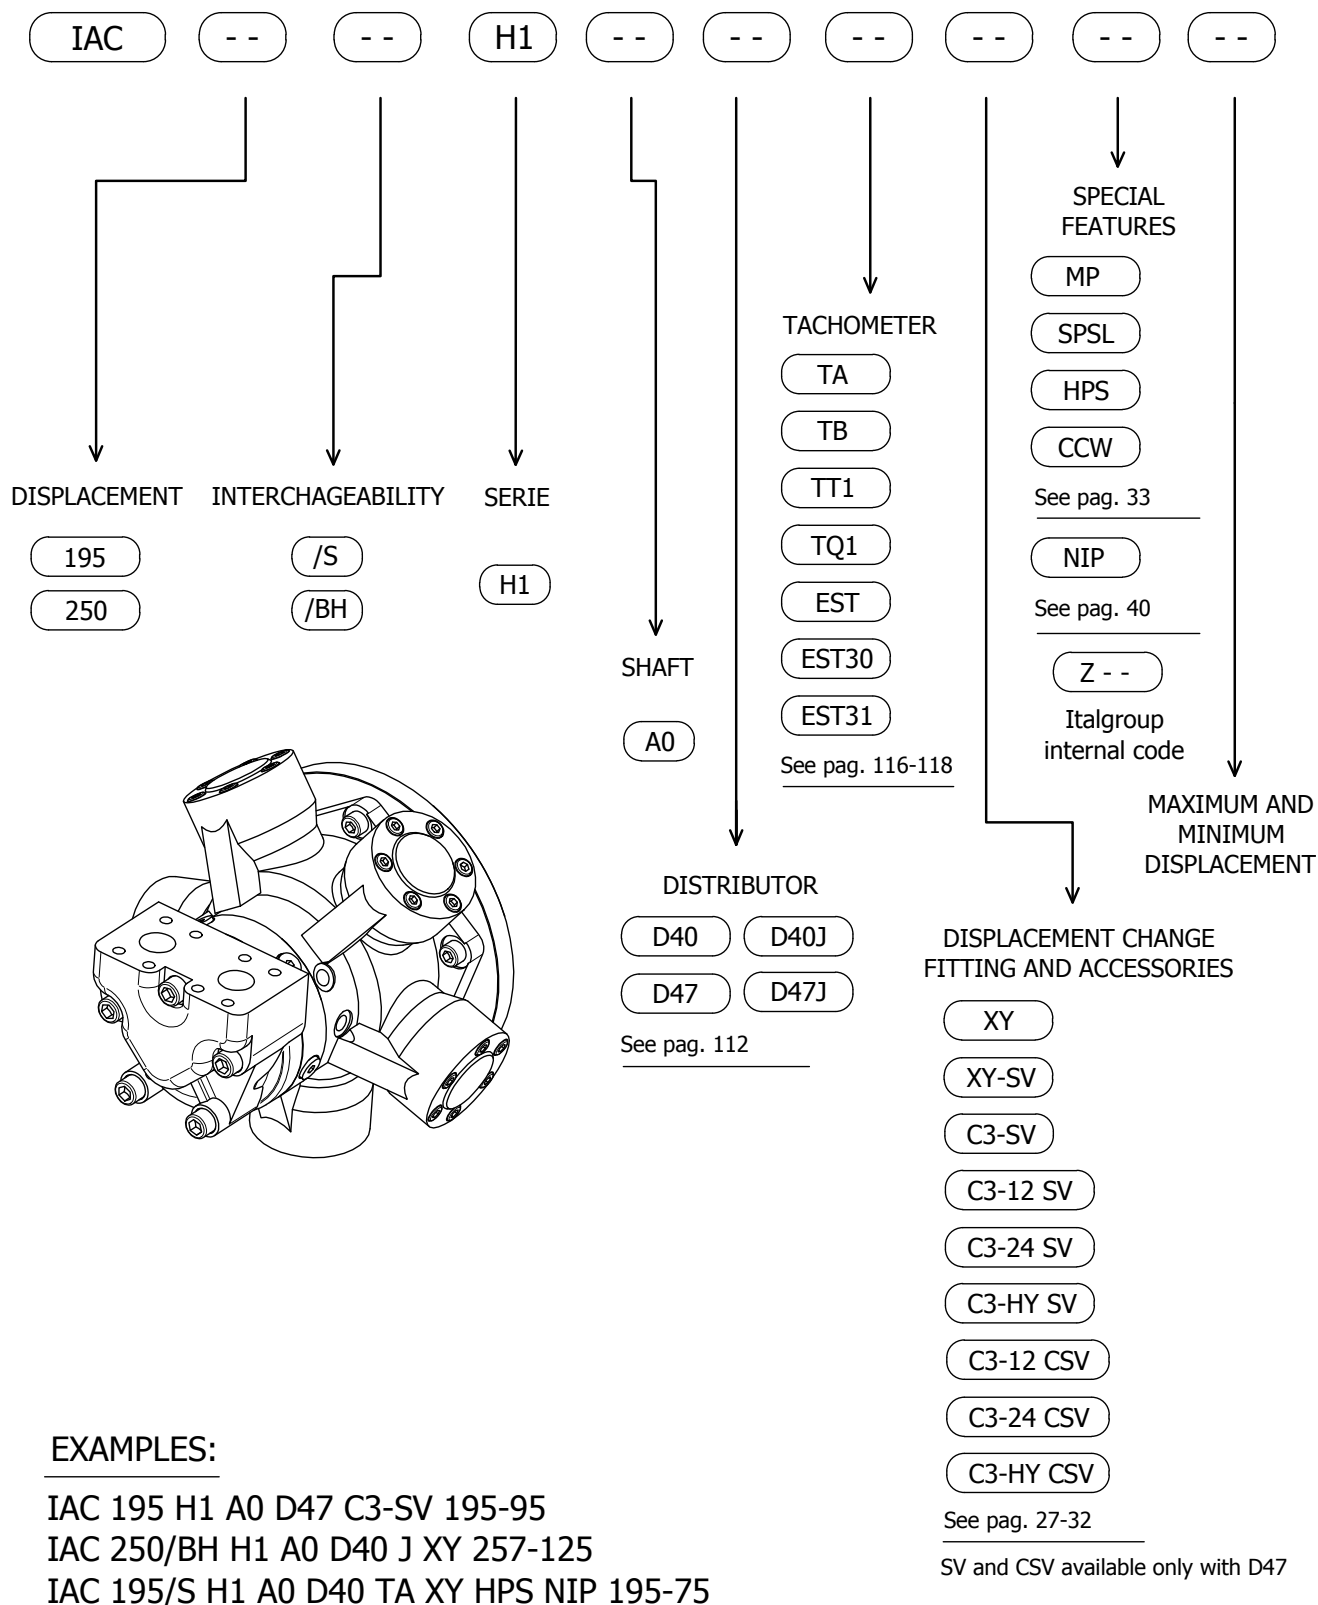 IAC
- -
- -
H1
- -
- -
- -
- -
- -
- -
DISPLACEMENT
195
250
INTERCHAGEABILITY
/S
/BH
SERIE
H1
SHAFT
A0
DISTRIBUTOR
D40
D40J
D47
D47J
See pag. 112
TACHOMETER
TA
TB
TT1
TQ1
EST
EST30
EST31
See pag. 116-118
DISPLACEMENT CHANGE
FITTING AND ACCESSORIES
XY
XY-SV
C3-SV
C3-12 SV
C3-24 SV
C3-HY SV
C3-12 CSV
C3-24 CSV
C3-HY CSV
See pag. 27-32
SV and CSV available only with D47
SPECIAL
FEATURES
MP
SPSL
HPS
CCW
See pag. 33
NIP
See pag. 40
Z - -
Italgroup
internal code
MAXIMUM AND
MINIMUM
DISPLACEMENT
EXAMPLES:
IAC 195 H1 A0 D47 C3-SV 195-95
IAC 250/BH H1 A0 D40 J XY 257-125
IAC 195/S H1 A0 D40 TA XY HPS NIP 195-75